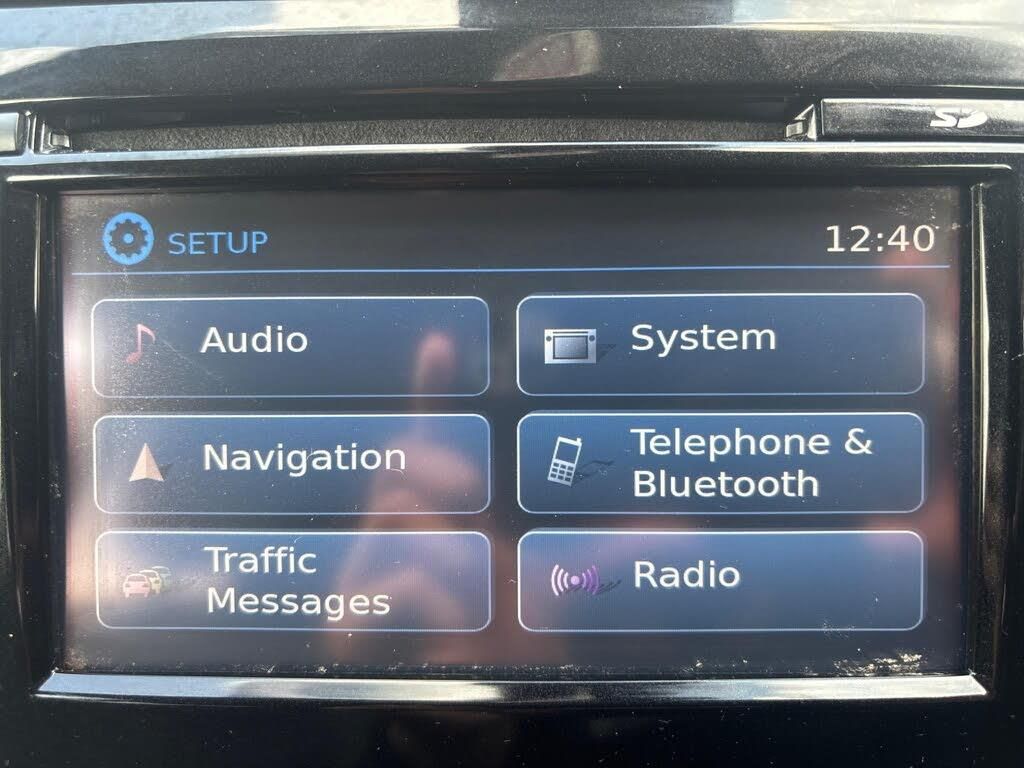 SD
SETUP
12:40
Audio
System
Navigation
Telephone &
Bluetooth
Traffic
Messages
Radio